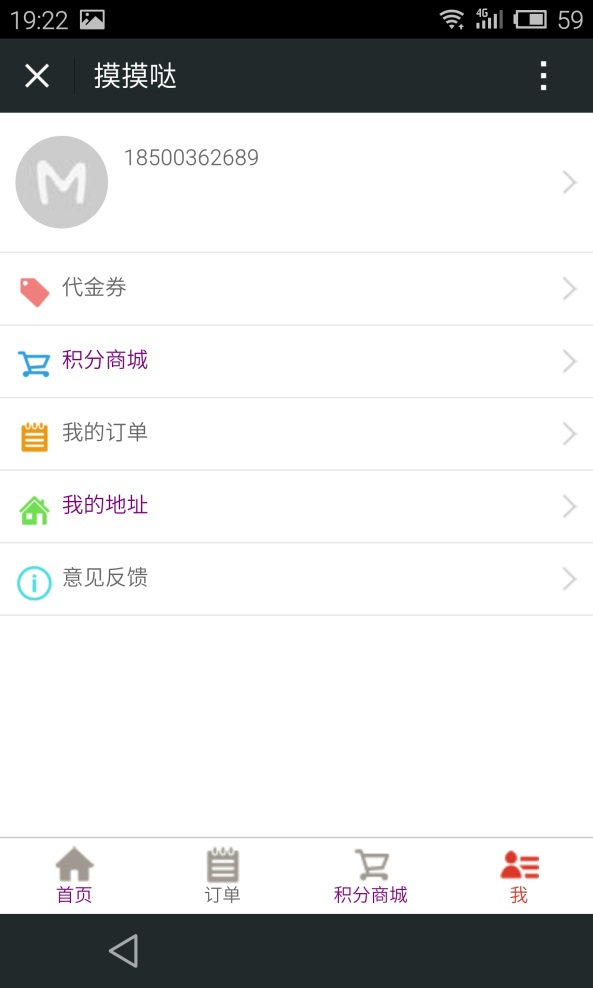 19:22
4G
59
摸摸哒
M
18500362689
代金券
积分商城
我的订单
我的地址
意见反馈
首页
订单
积分商城
我